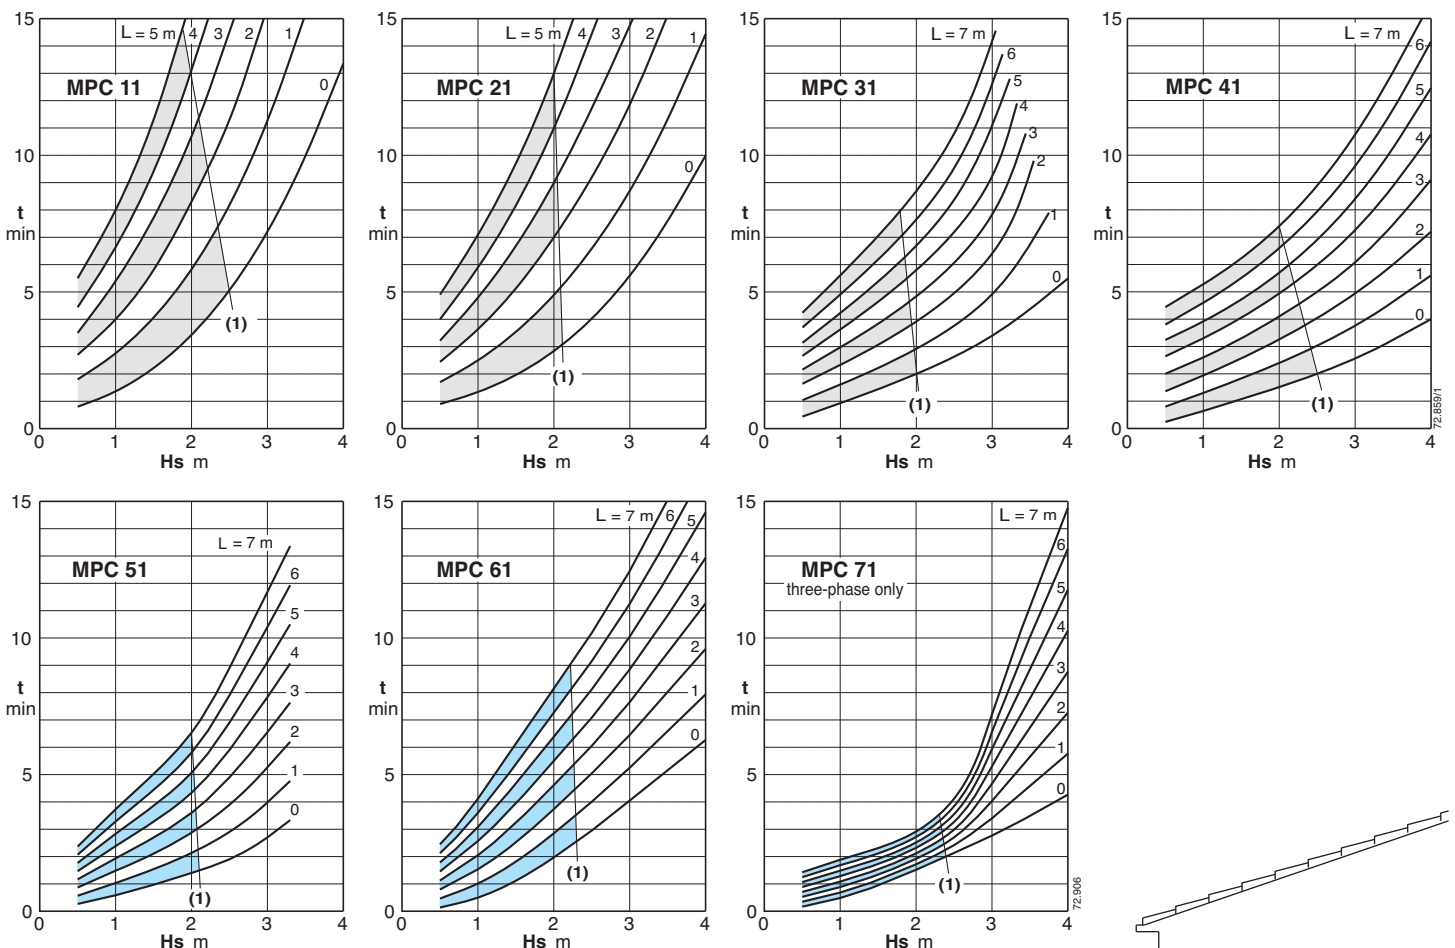 MPC 11
L = 5 m 4 3 2 1 0
15
10
5
0
t
min
0 1 2 3 4
Hs m
(1)
MPC 21
L = 5 m 4 3 2 1 0
15
10
5
0
t
min
0 1 2 3 4
Hs m
(1)
MPC 31
L = 7 m 6 5 4 3 2 1 0
15
10
5
0
t
min
0 1 2 3 4
Hs m
(1)
MPC 41
L = 7 m 6 5 4 3 2 1 0
15
10
5
0
t
min
0 1 2 3 4
Hs m
(1)
72.859/1
MPC 51
L = 7 m 6 5 4 3 2 1 0
15
10
5
0
t
min
0 1 2 3 4
Hs m
(1)
MPC 61
L = 7 m 6 5 4 3 2 1 0
15
10
5
0
t
min
0 1 2 3 4
Hs m
(1)
MPC 71
three-phase only
L = 7 m 6 5 4 3 2 1 0
15
10
5
0
t
min
0 1 2 3 4
Hs m
(1)
72.906